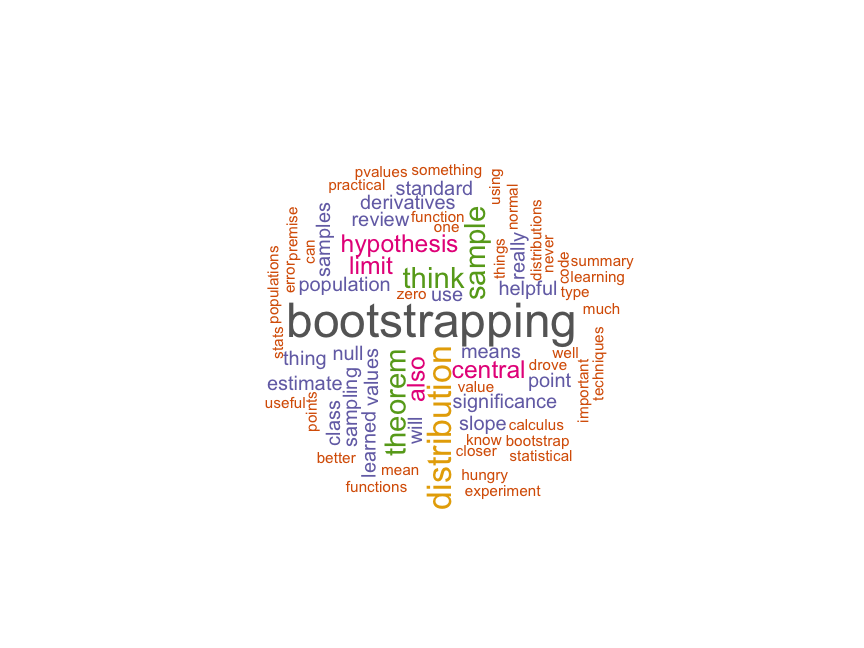 pvalues something
practical standard using
derivatives
review function normal
one
premise samples can hypothesis sample distributions
limit things really never
populations error think code summary
learning
population zero use helpful type
bootstrapping much
stats
thing null means well
estimate central drove
value point
useful significance
points class sampling learned values theorem also will distribution important techniques
slope calculus
know bootstrap
closer statistical
better mean hungry
functions experiment